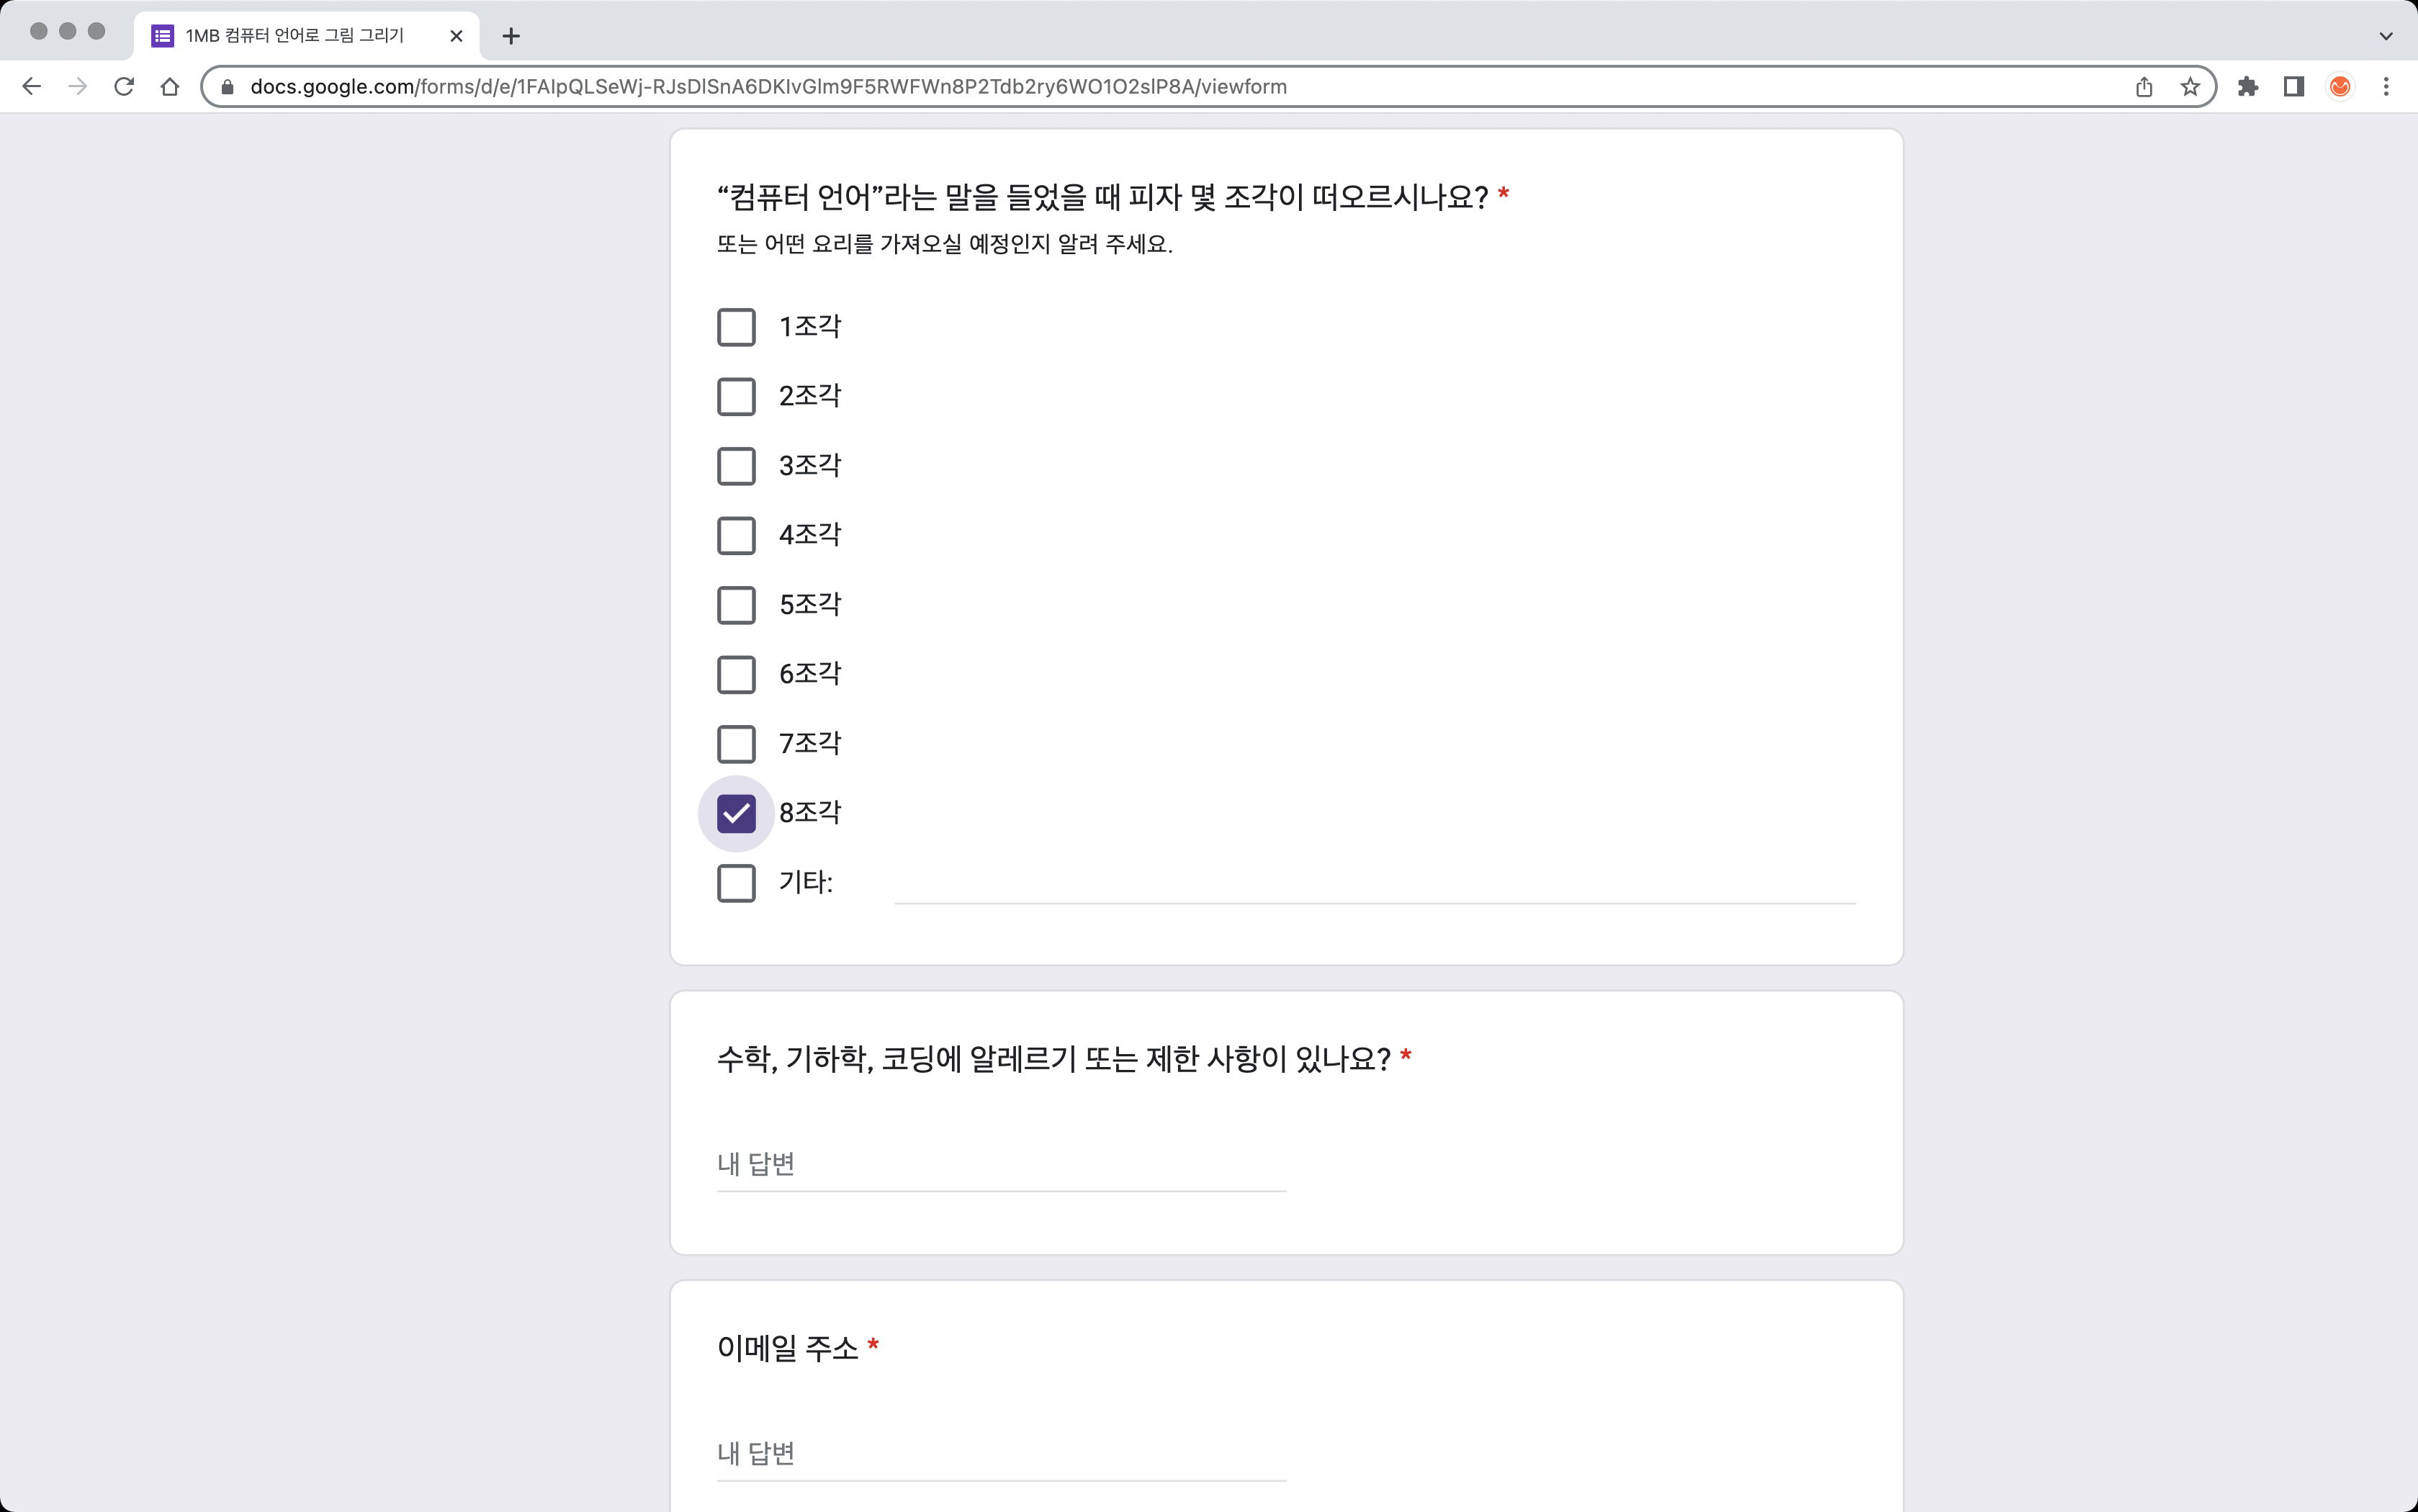 1MB 컴퓨터 언어로 그림 그리기
docs.google.com/forms/d/e/1FAIpQLSeWj-RJsDlSnA6DKIvGlm9F5RWFWn8P2Tdb2ry6WO1O2slP8A/viewform
“컴퓨터 언어”라는 말을 들었을 때 피자 몇 조각이 떠오르시나요? *
또는 어떤 요리를 가져오실 예정인지 알려 주세요.
1조각
2조각
3조각
4조각
5조각
6조각
7조각
8조각
기타:
수학, 기하학, 코딩에 알레르기 또는 제한 사항이 있나요? *
내 답변
이메일 주소 *
내 답변